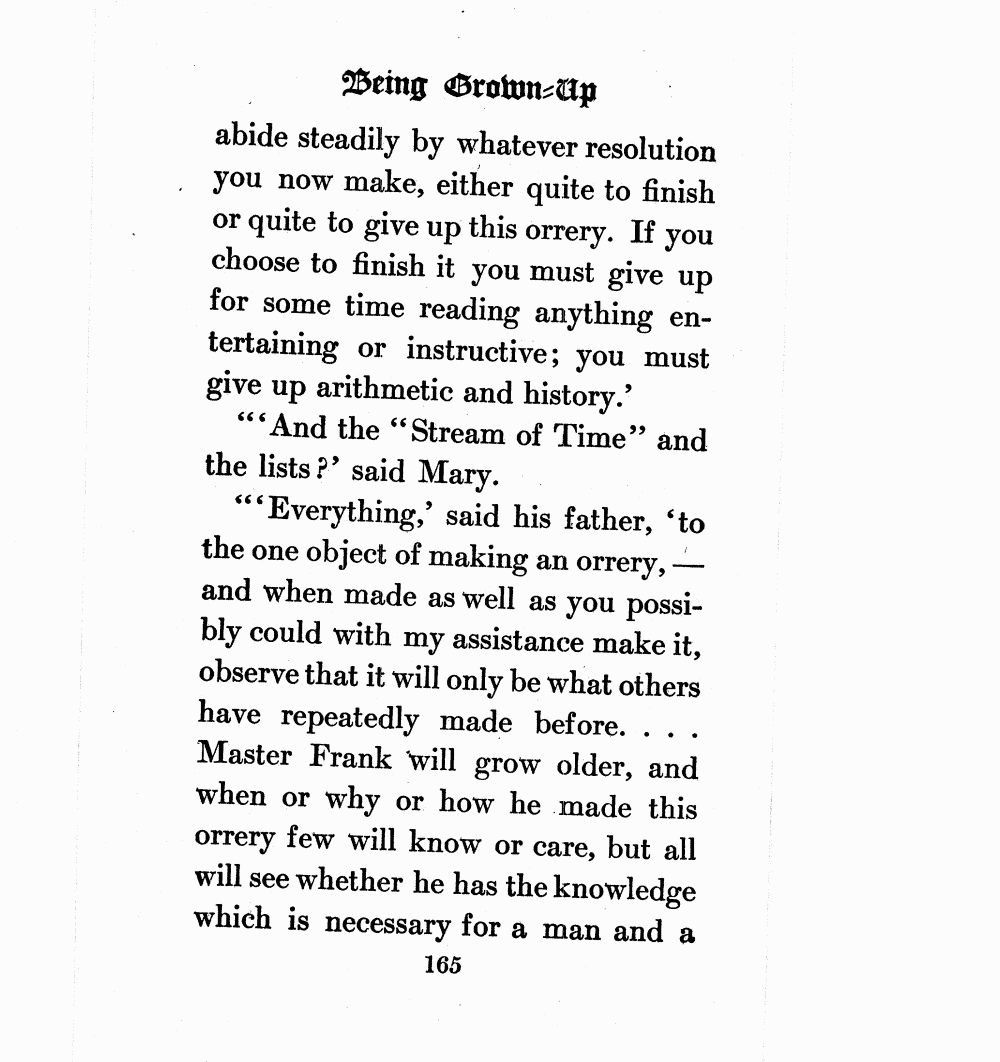 Being Grown-Up
abide steadily by whatever resolution
you now make, either quite to finish
or quite to give up this orrery. If you
choose to finish it you must give up
for some time reading anything en-
tertaining or instructive; you must
give up arithmetic and history.’
“‘And the “Stream of Time” and
the lists?’ said Mary.
“‘Everything,’ said his father, ‘to
the one object of making an orrery, —
and when made as well as you possi-
bly could with my assistance make it,
observe that it will only be what others
have repeatedly made before. . . .
Master Frank will grow older, and
when or why or how he made this
orrery few will know or care, but all
will see whether he has the knowledge
which is necessary for a man and a
165